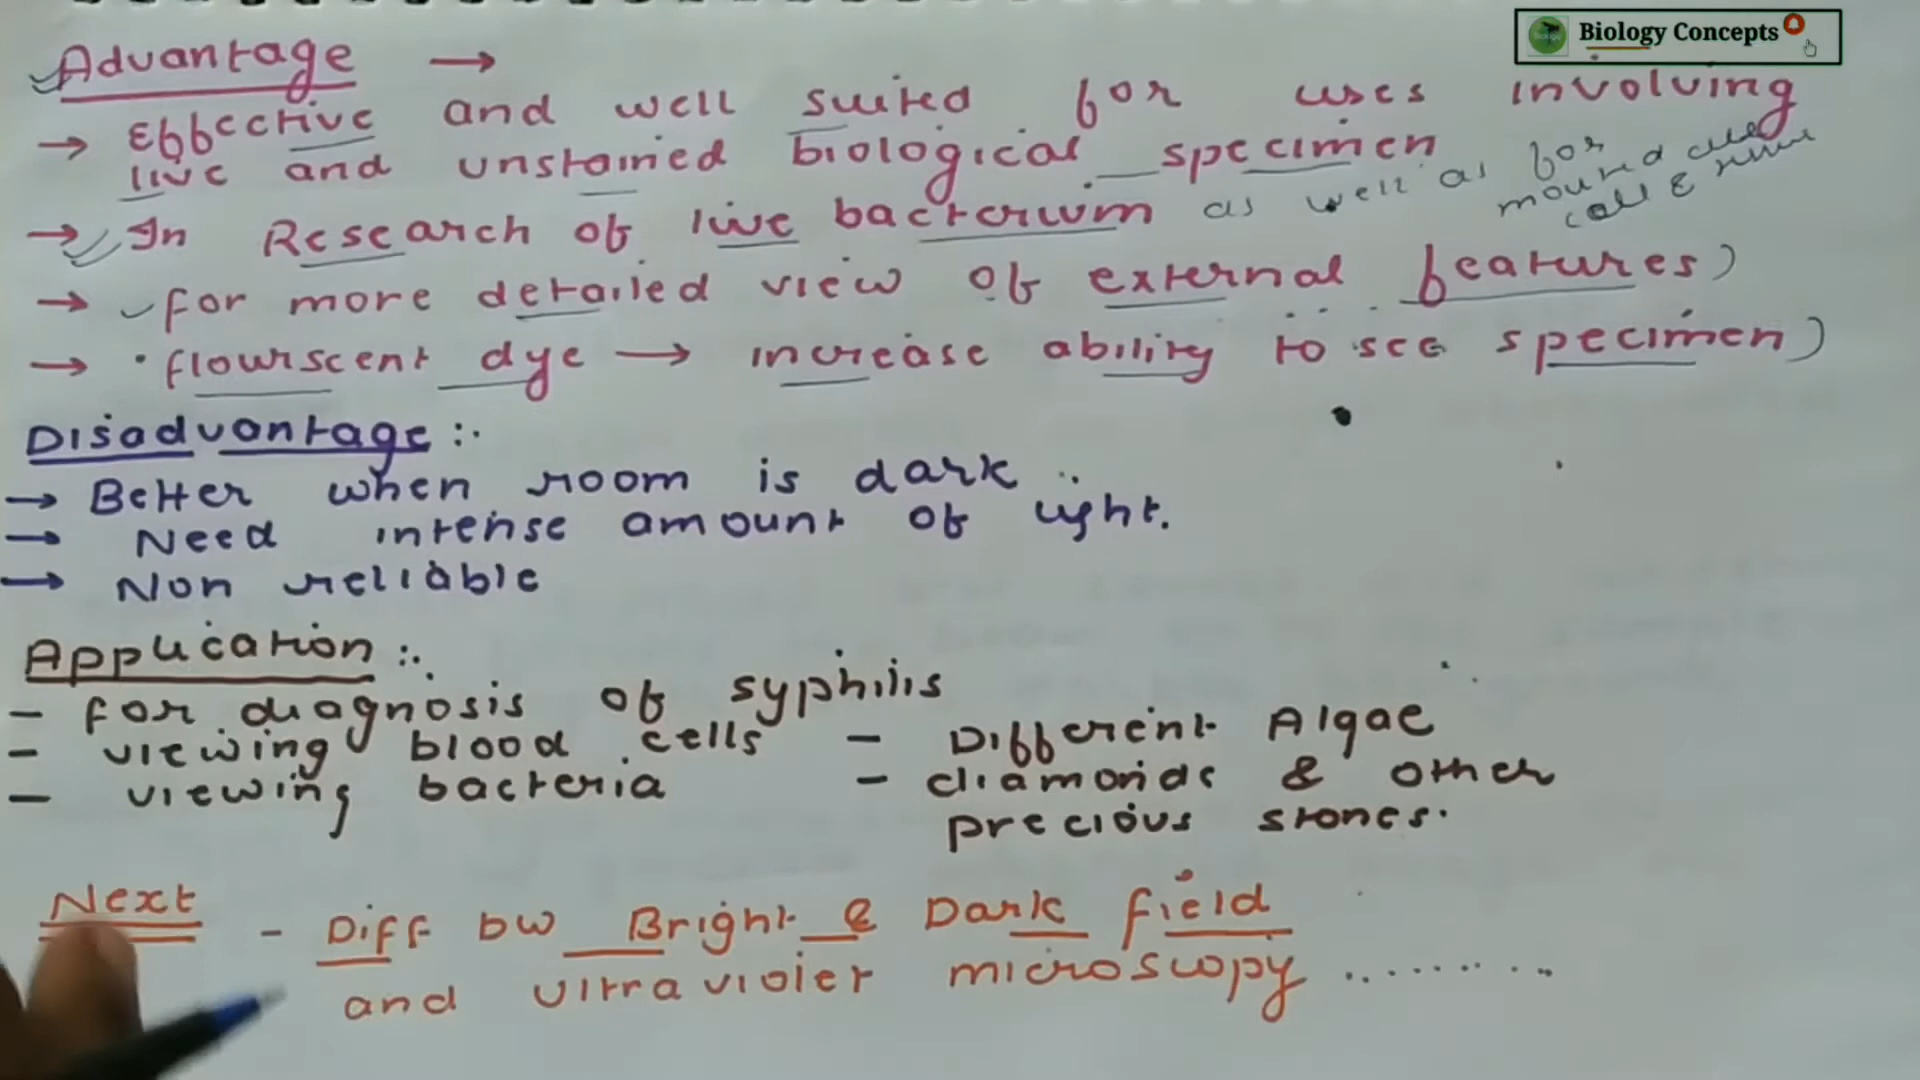 Biology Concepts
Advantage →
→ Effective and well suited for uses involving
live and unstained biological specimen
→ In Research of live bacterium as well as for
mounted
cell &
→ for more detailed view of external features)
→ flourscent dye → increase ability to see specimen)
Disadvantage :.
→ Better when room is dark
→ Need intense amount of light.
→ Non reliable
Application :.
- for diagnosis of syphilis
- viewing blood cells
- viewing bacteria
- Different Algae
- diamonds & other
precious stones.
Next - Diff bw Bright & Dark field
and ultraviolet microscopy .........